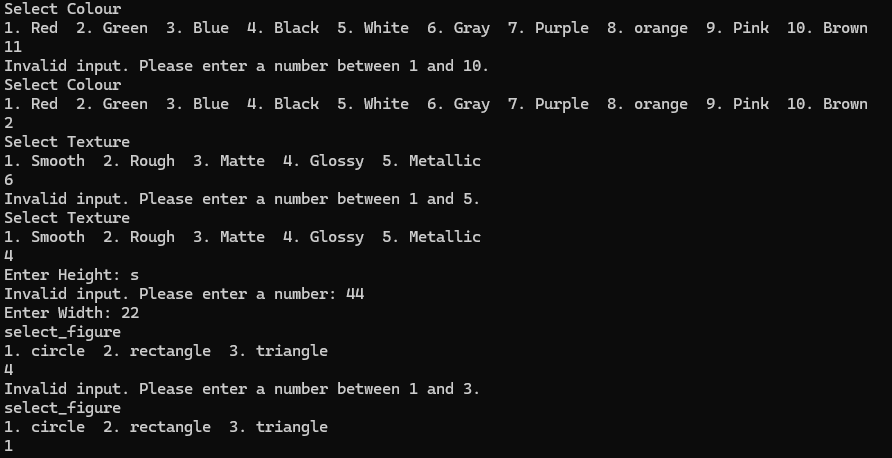 Select Colour
1. Red  2. Green  3. Blue  4. Black  5. White  6. Gray  7. Purple  8. orange  9. Pink  10. Brown
11
Invalid input. Please enter a number between 1 and 10.
Select Colour
1. Red  2. Green  3. Blue  4. Black  5. White  6. Gray  7. Purple  8. orange  9. Pink  10. Brown
2
Select Texture
1. Smooth  2. Rough  3. Matte  4. Glossy  5. Metallic
6
Invalid input. Please enter a number between 1 and 5.
Select Texture
1. Smooth  2. Rough  3. Matte  4. Glossy  5. Metallic
4
Enter Height: s
Invalid input. Please enter a number: 44
Enter Width: 22
select_figure
1. circle  2. rectangle  3. triangle
4
Invalid input. Please enter a number between 1 and 3.
select_figure
1. circle  2. rectangle  3. triangle
1